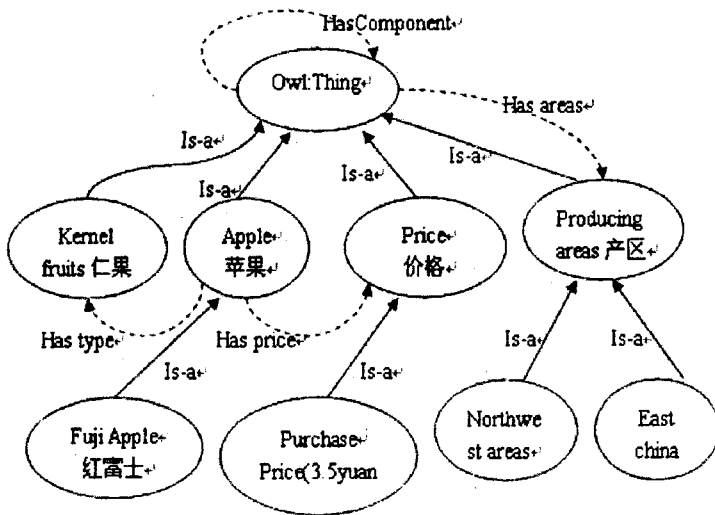 HasComponent
Owl:Thing
Has areas
Is-a
Is-a
Is-a
Is-a
Kernel
fruits 仁果
Apple
苹果
Price
价格
Producing
areas 产区
Has type
Has price
Is-a
Is-a
Is-a
Is-a
Fuji Apple
红富士
Purchase
Price(3.5yuan
Northwe
st areas
East
china